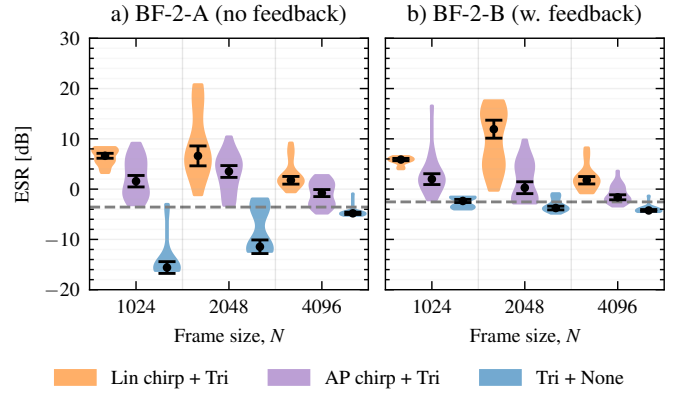 a) BF-2-A (no feedback)
b) BF-2-B (w. feedback)
ESR [dB]
30
20
10
0
−10
−20
1024
2048
4096
1024
2048
4096
Frame size, N
Frame size, N
Lin chirp + Tri
AP chirp + Tri
Tri + None